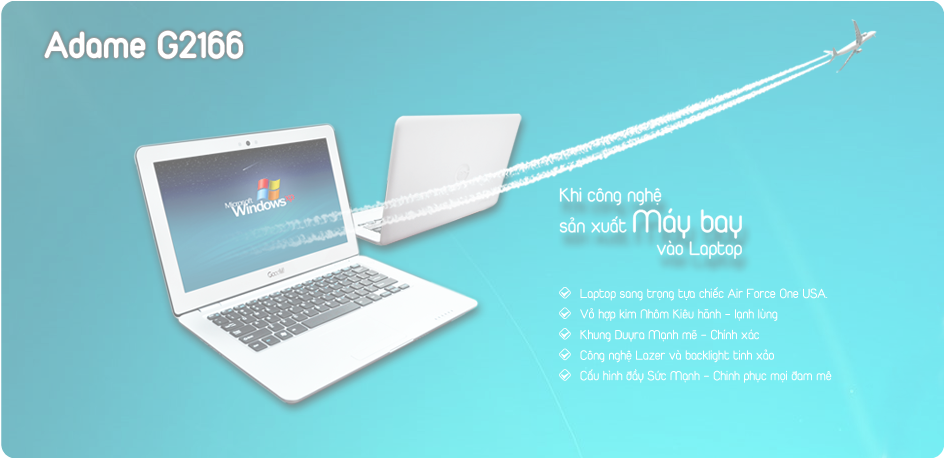 Adame G2166
Microsoft
Windows xp
Khi công nghệ
sản xuất Máy bay
vào Laptop
Laptop sang trọng tựa chiếc Air Force One USA.
Vỏ hợp kim Nhôm Kiêu hãnh - lạnh lùng
Khung Duyra Mạnh mẽ - Chính xác
Công nghệ Lazer và backlight tinh xảo
Cấu hình đầy Sức Mạnh - Chinh phục mọi đam mê